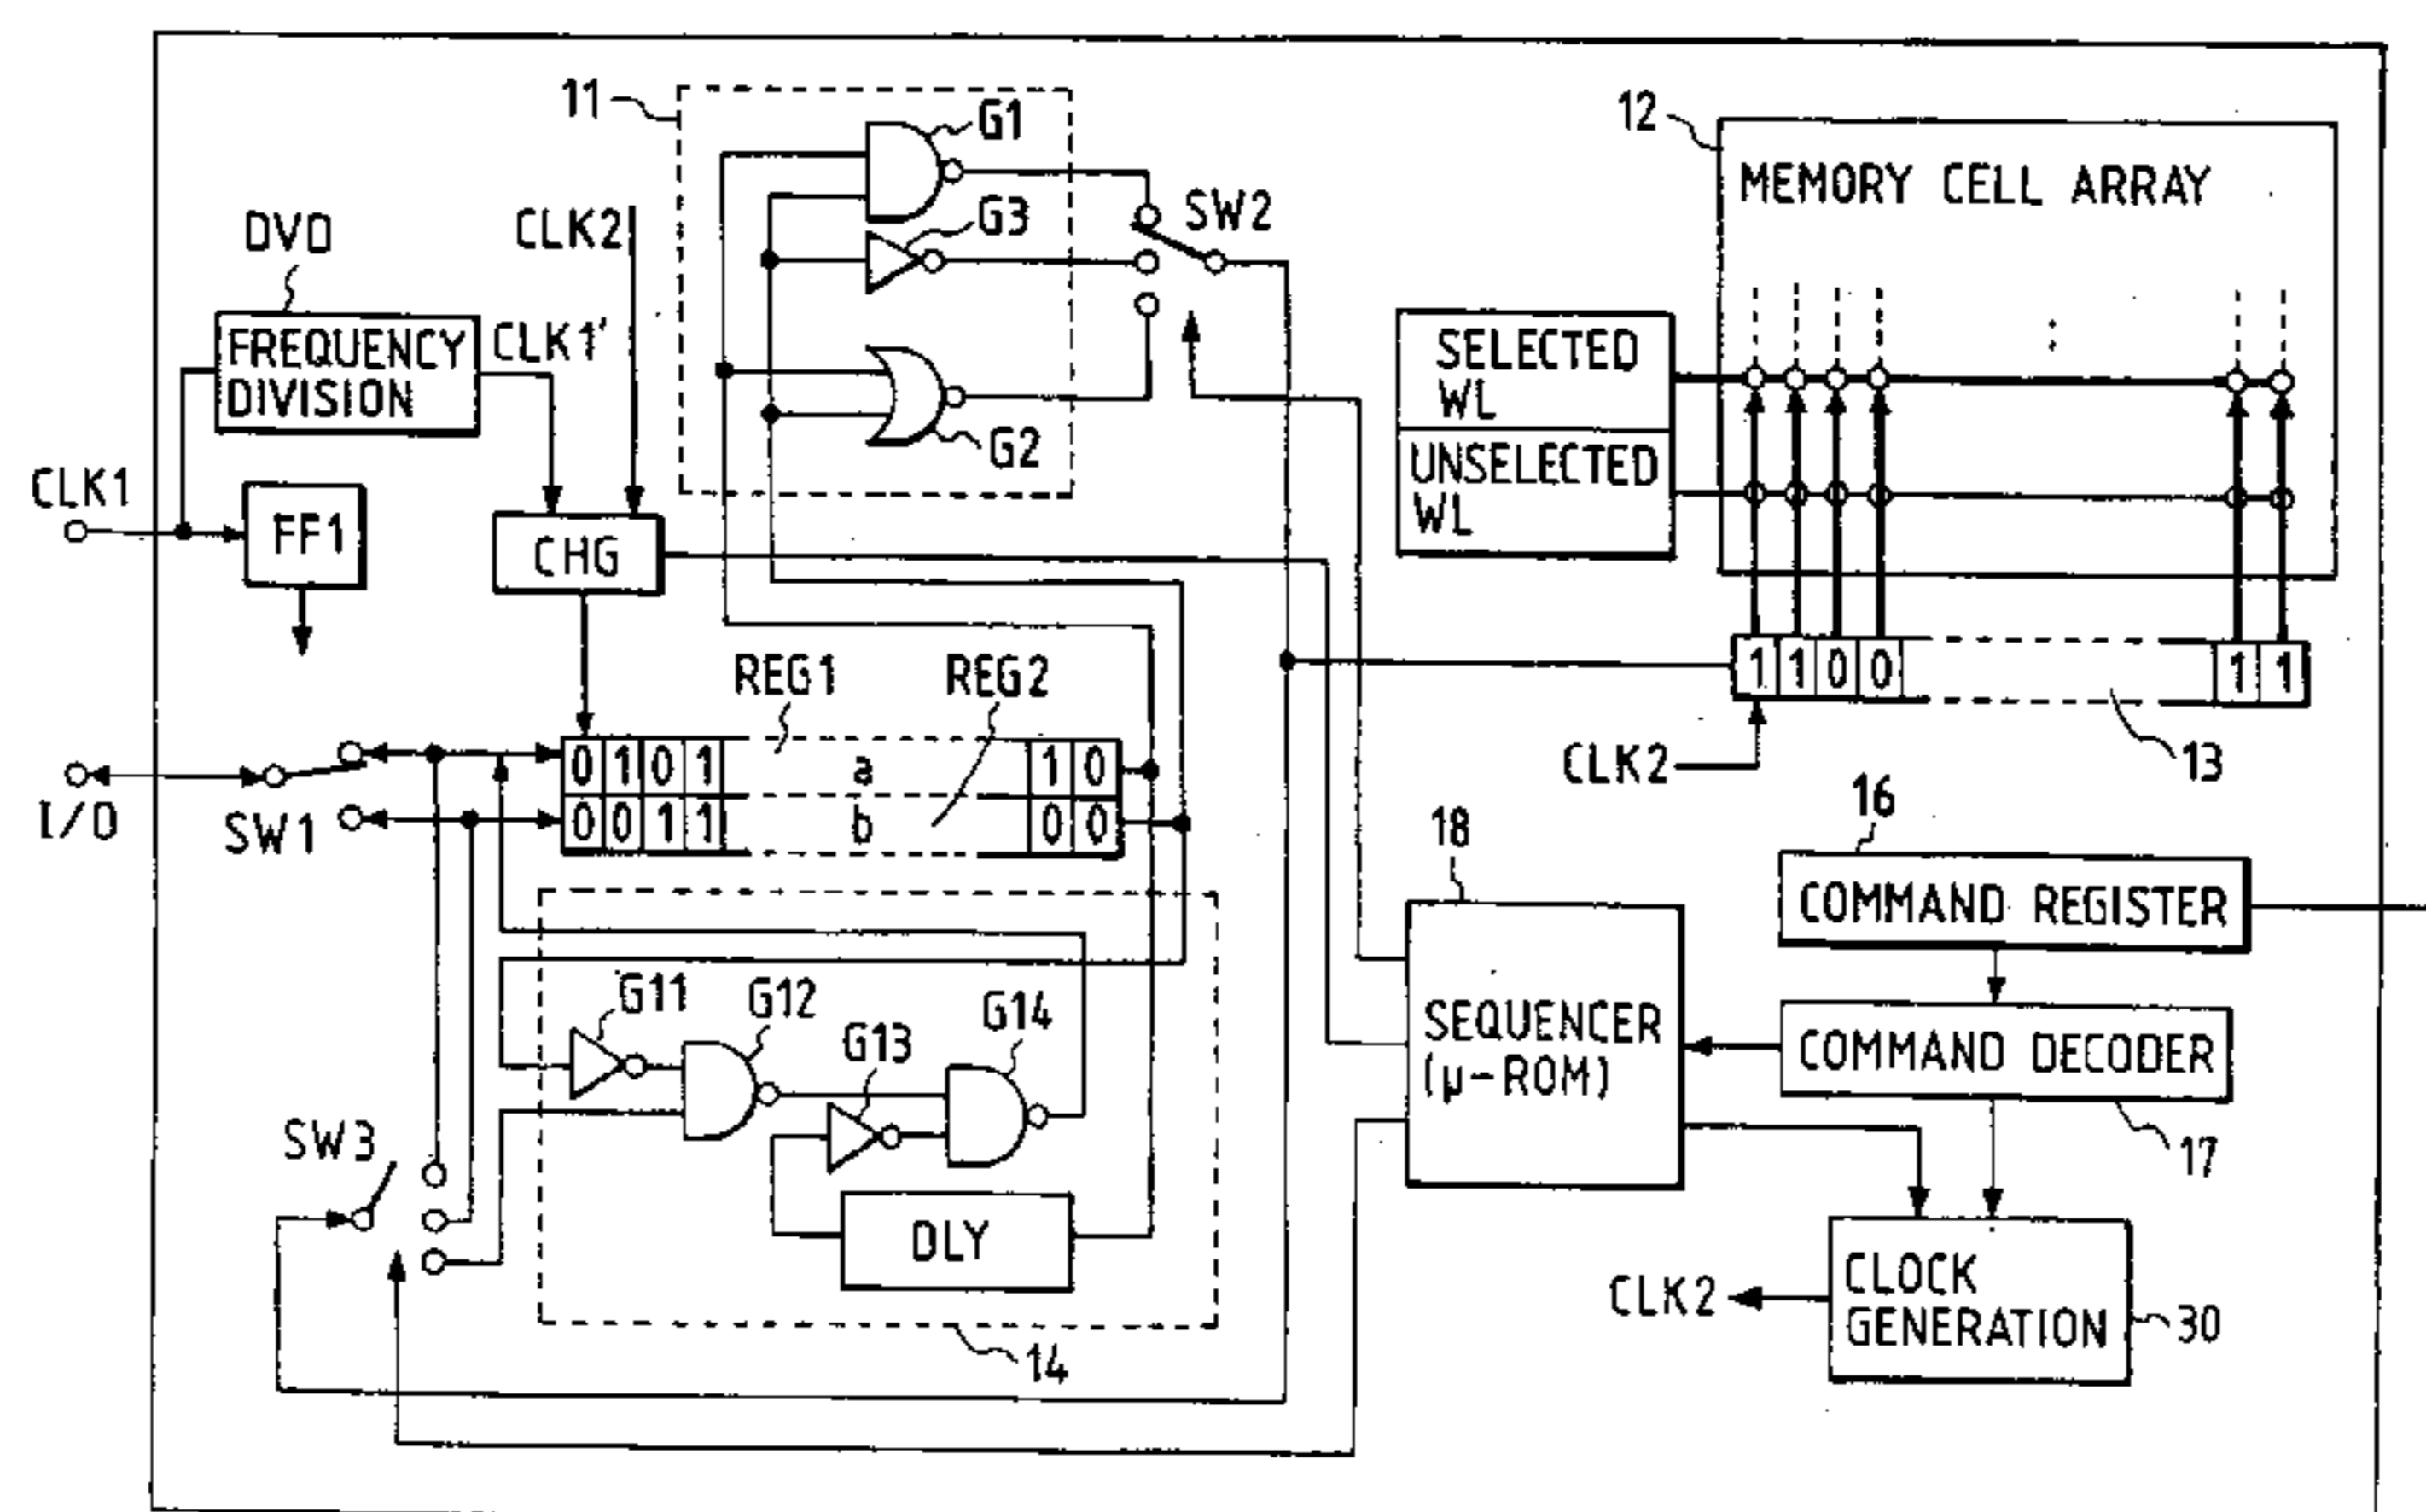 11
G1
12
MEMORY CELL ARRAY
DVD
CLK2
G3
SW2
FREQUENCY
DIVISION
CLK1'
SELECTED
WL
G2
UNSELECTED
WL
CLK1
FF1
CHG
REG1
REG2
1 1 0 0
1 1
CLK2
13
I/O
SW1
0 1 0 1
a
1 0
0 0 1 1
b
0 0
18
16
COMMAND REGISTER
G11
G12
G13
G14
SEQUENCER
(μ-ROM)
COMMAND DECODER
17
SW3
DLY
14
CLK2
CLOCK
GENERATION
30